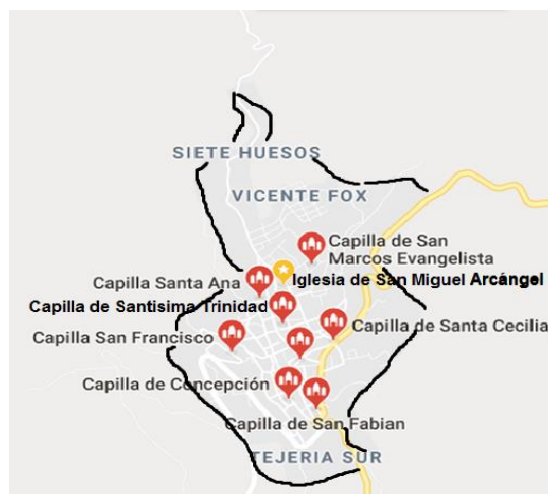 SIETE HUESOS
VICENTE FOX
Capilla de San
Marcos Evangelista
Capilla Santa Ana
Iglesia de San Miguel Arcángel
Capilla de Santisima Trinidad
Capilla San Francisco
Capilla de Santa Cecilia
Capilla de Concepción
Capilla de San Fabian
TEJERIA SUR